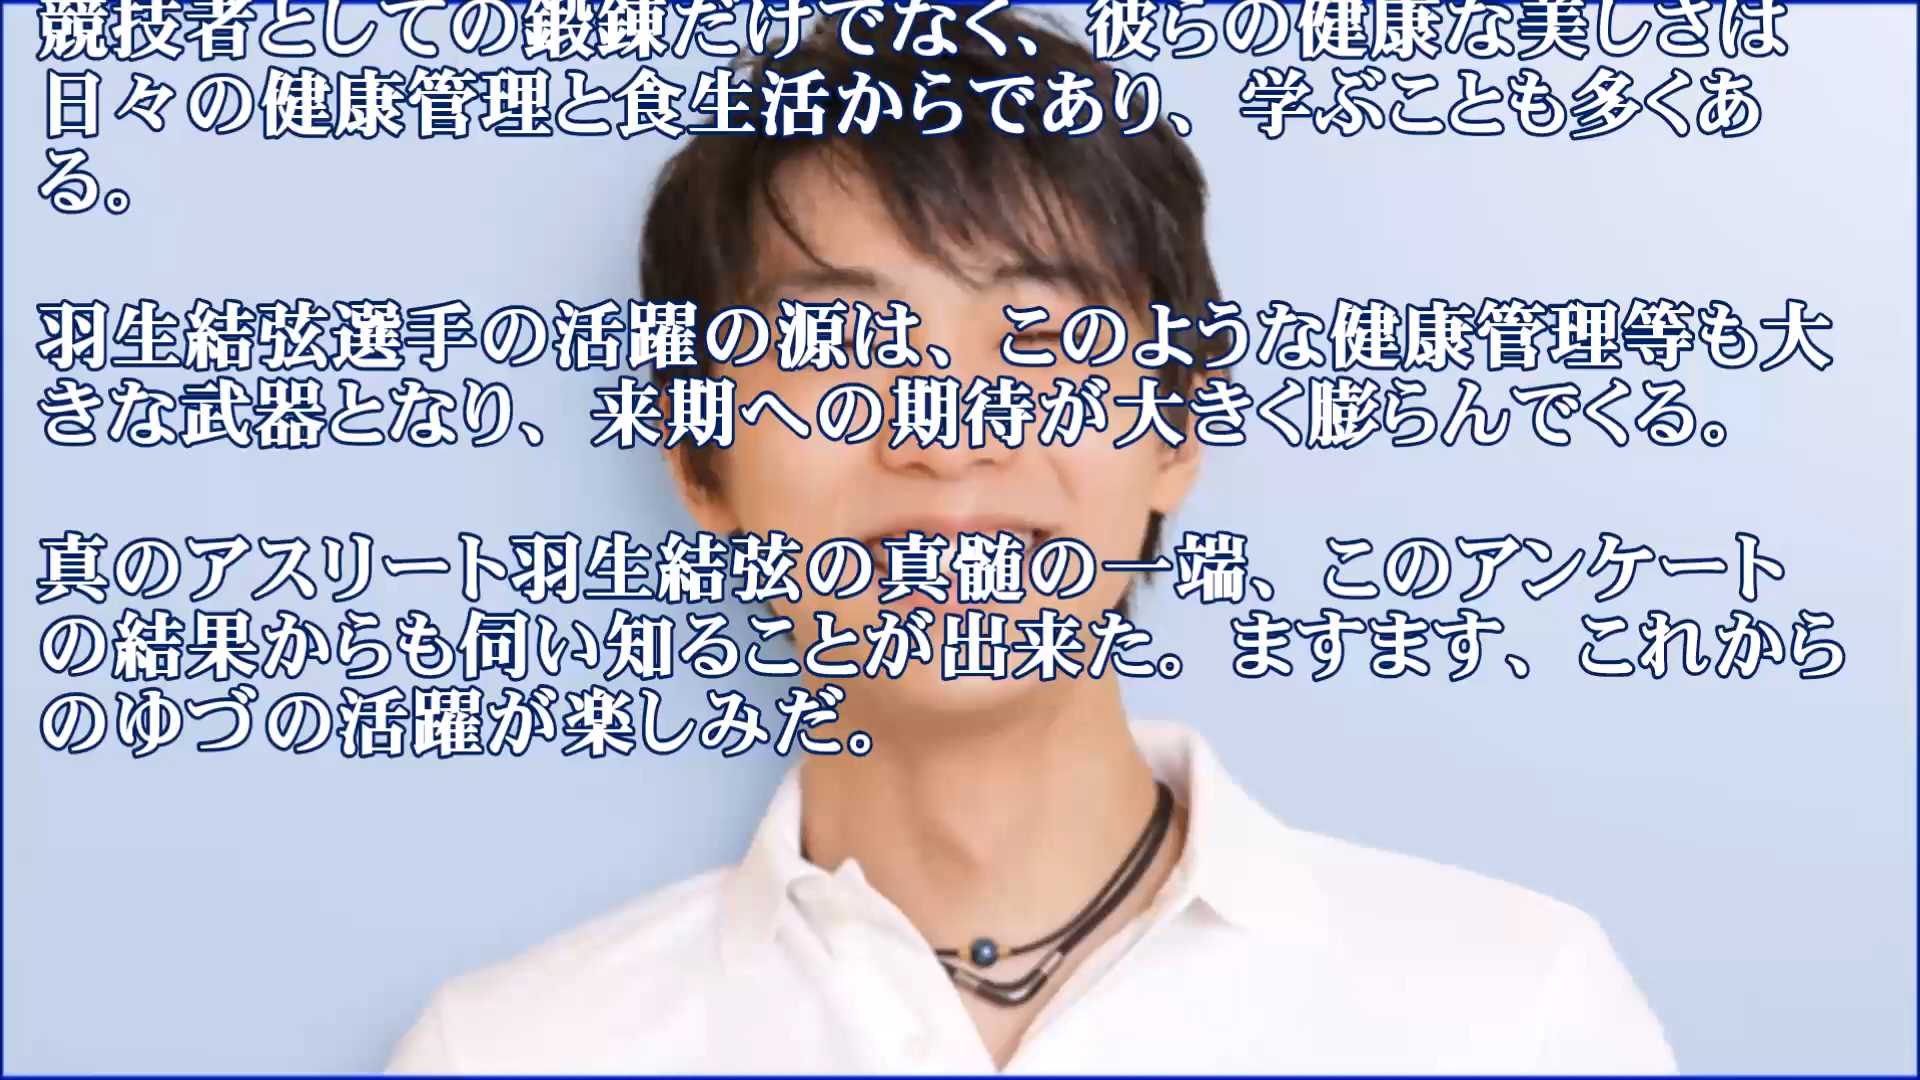 競技者としての鍛錬だけでなく、彼らの健康な美しさは
日々の健康管理と食生活からであり、学ぶことも多くあ
る。
羽生結弦選手の活躍の源は、このような健康管理等も大
きな武器となり、来期への期待が大きく膨らんでくる。
真のアスリート羽生結弦の真髄の一端、このアンケート
の結果からも伺い知ることが出来た。ますます、これから
のゆづの活躍が楽しみだ。